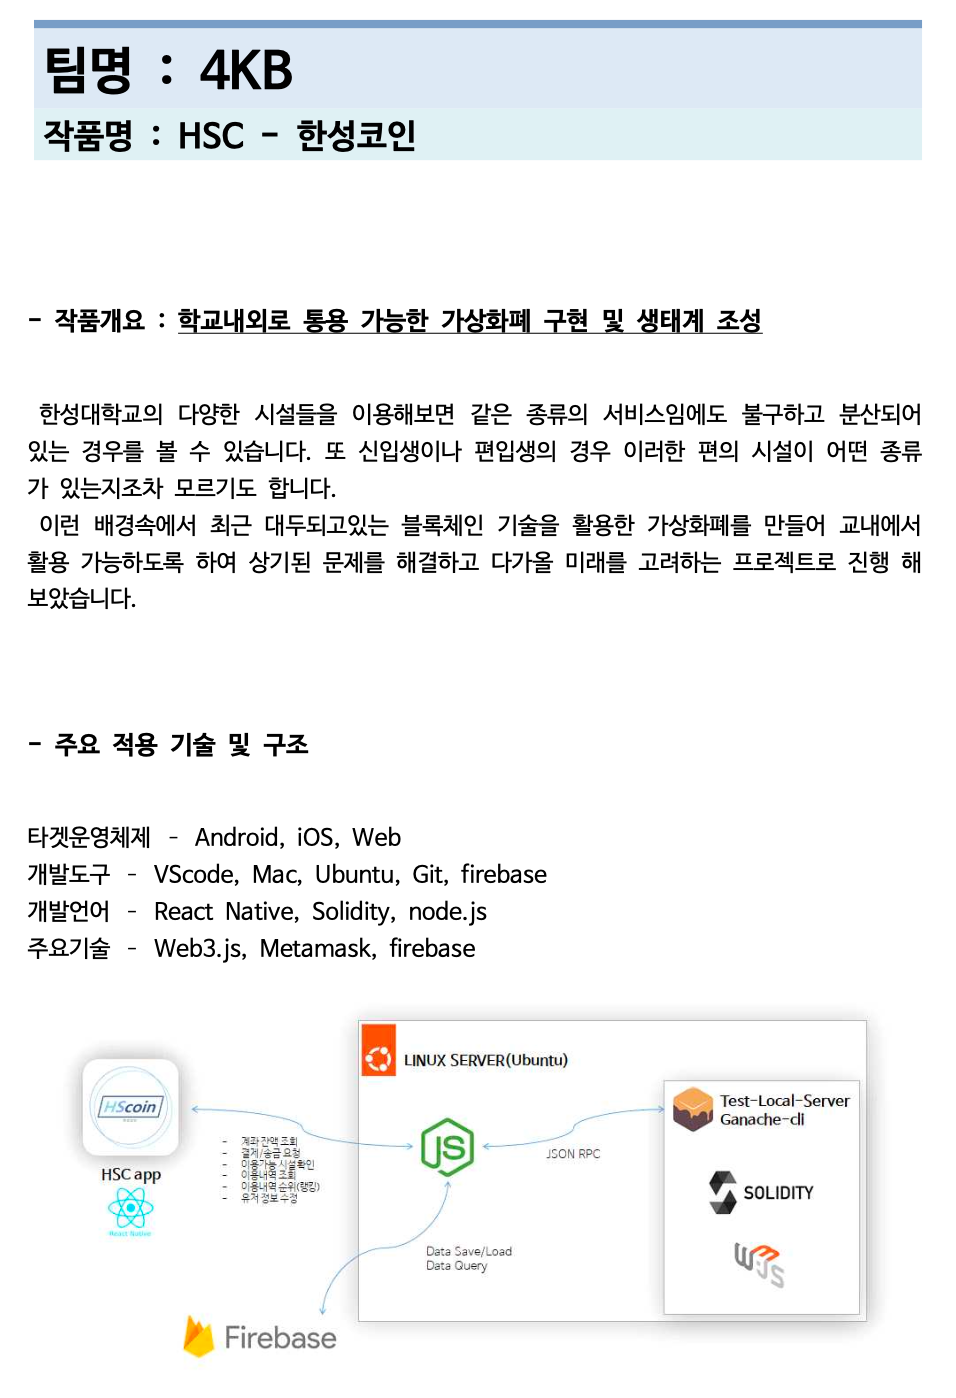 팀명 : 4KB
작품명 : HSC - 한성코인
- 작품개요 : 학교내외로 통용 가능한 가상화폐 구현 및 생태계 조성
한성대학교의 다양한 시설들을 이용해보면 같은 종류의 서비스임에도 불구하고 분산되어
있는 경우를 볼 수 있습니다. 또 신입생이나 편입생의 경우 이러한 편의 시설이 어떤 종류
가 있는지조차 모르기도 합니다.
이런 배경속에서 최근 대두되고있는 블록체인 기술을 활용한 가상화폐를 만들어 교내에서
활용 가능하도록 하여 상기된 문제를 해결하고 다가올 미래를 고려하는 프로젝트로 진행 해
보았습니다.
- 주요 적용 기술 및 구조
타겟운영체제 - Android, iOS, Web
개발도구 - VScode, Mac, Ubuntu, Git, firebase
개발언어 - React Native, Solidity, node.js
주요기술 - Web3.js, Metamask, firebase
LINUX SERVER(Ubuntu)
HScoin
HSC app
React Native
- 계좌 잔액 조회
- 결제/송금 요청
- 이용가능 시설확인
- 이용내역 조회
- 이용내역 순위(랭킹)
- 유저 정보 수정
JS
JSON RPC
Test-Local-Server
Ganache-cli
SOLIDITY
W3JS
Data Save/Load
Data Query
Firebase